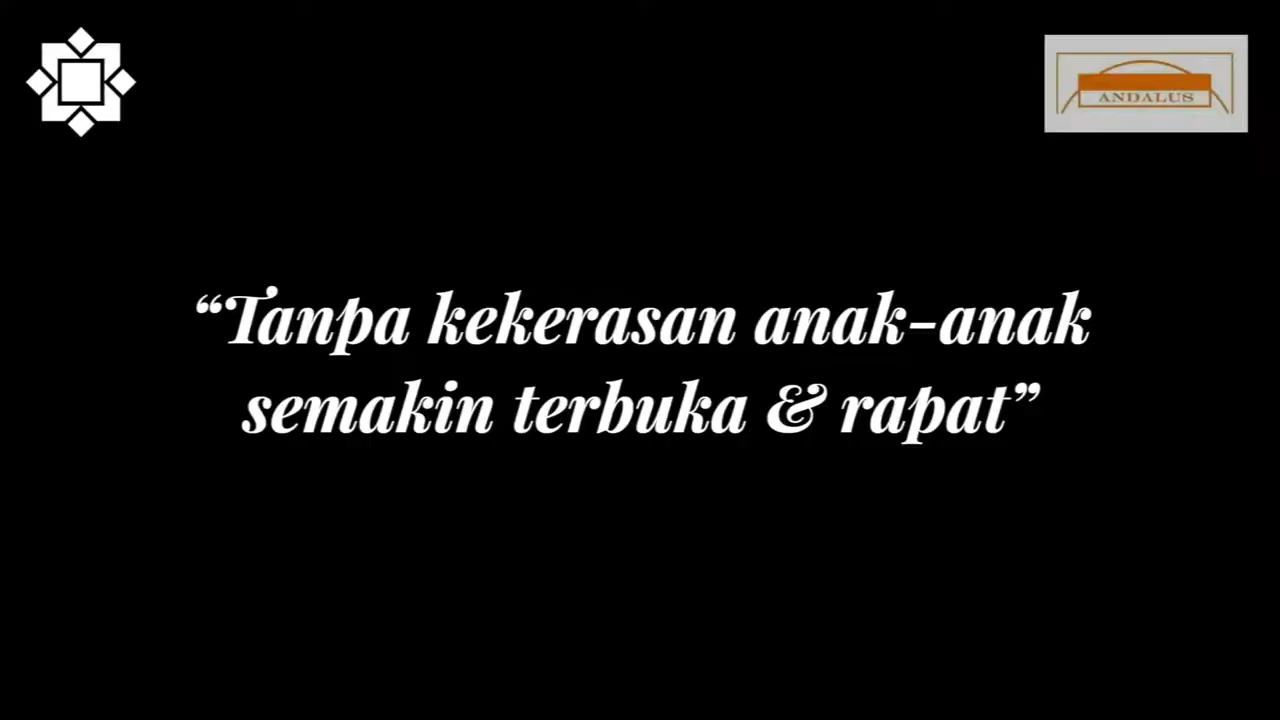 ANDALUS
“Tanpa kekerasan anak-anak
semakin terbuka & rapat”